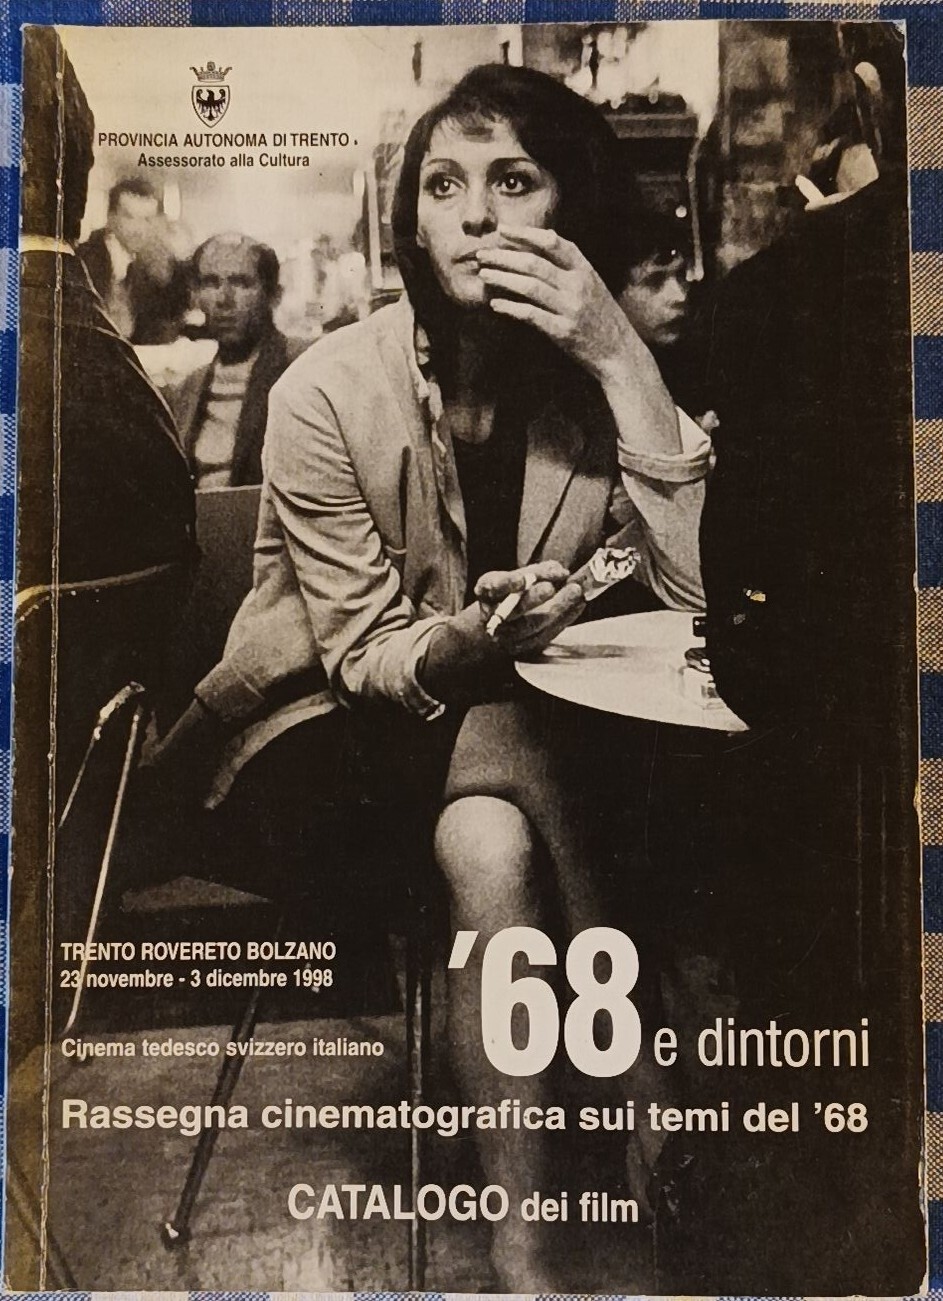 PROVINCIA AUTONOMA DI TRENTO
Assessorato alla Cultura
TRENTO ROVERETO BOLZANO
23 novembre - 3 dicembre 1998
Cinema tedesco svizzero italiano
’68 e dintorni
Rassegna cinematografica sui temi del ’68
CATALOGO dei film